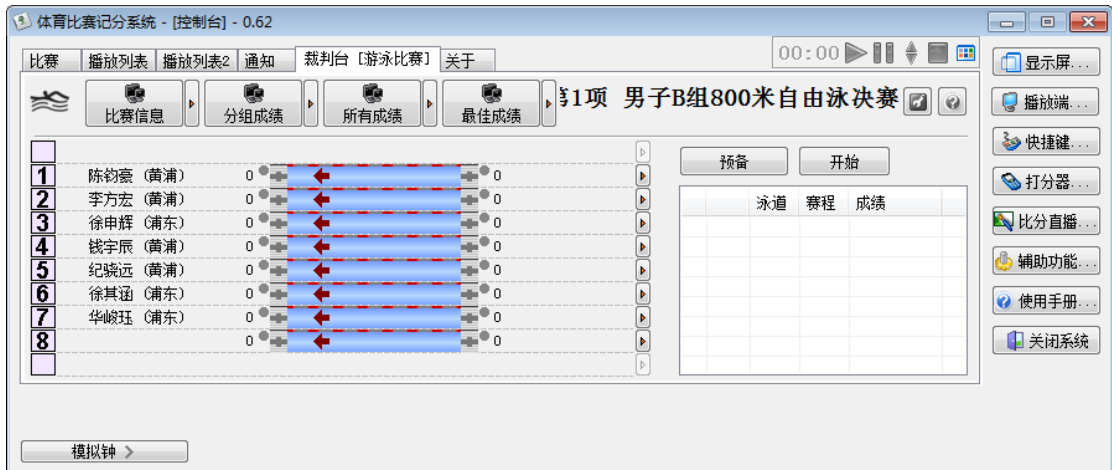 体育比赛记分系统 - [控制台] - 0.62
比赛 播放列表 播放列表2 通知 裁判台 [游泳比赛] 关于 00:00
比赛信息 分组成绩 所有成绩 最佳成绩 第1项 男子B组800米自由泳决赛
预备 开始
泳道 赛程 成绩
1 陈钧豪 (黄浦) 0 0
2 李方宏 (黄浦) 0 0
3 徐申辉 (浦东) 0 0
4 钱宇辰 (黄浦) 0 0
5 纪骁远 (黄浦) 0 0
6 徐其涵 (浦东) 0 0
7 华峻珏 (浦东) 0 0
8 0 0
显示屏...
播放端...
快捷键...
打分器...
比分直播...
辅助功能...
使用手册...
关闭系统
模拟钟